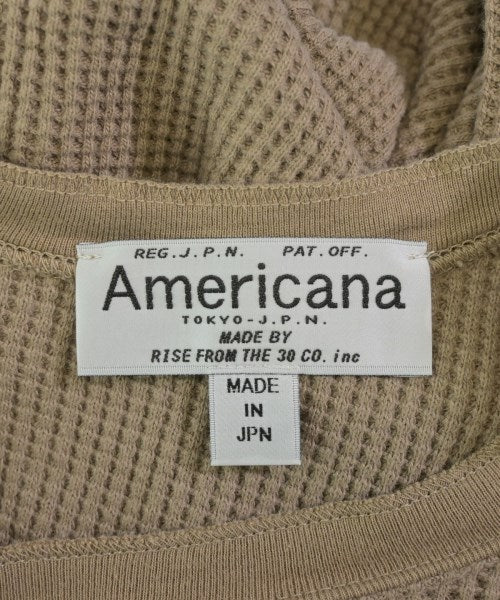 REG.J.P.N. PAT.OFF.
Americana
TOKYO-J.P.N.
MADE BY
RISE FROM THE 30 CO. inc
MADE
IN
JPN